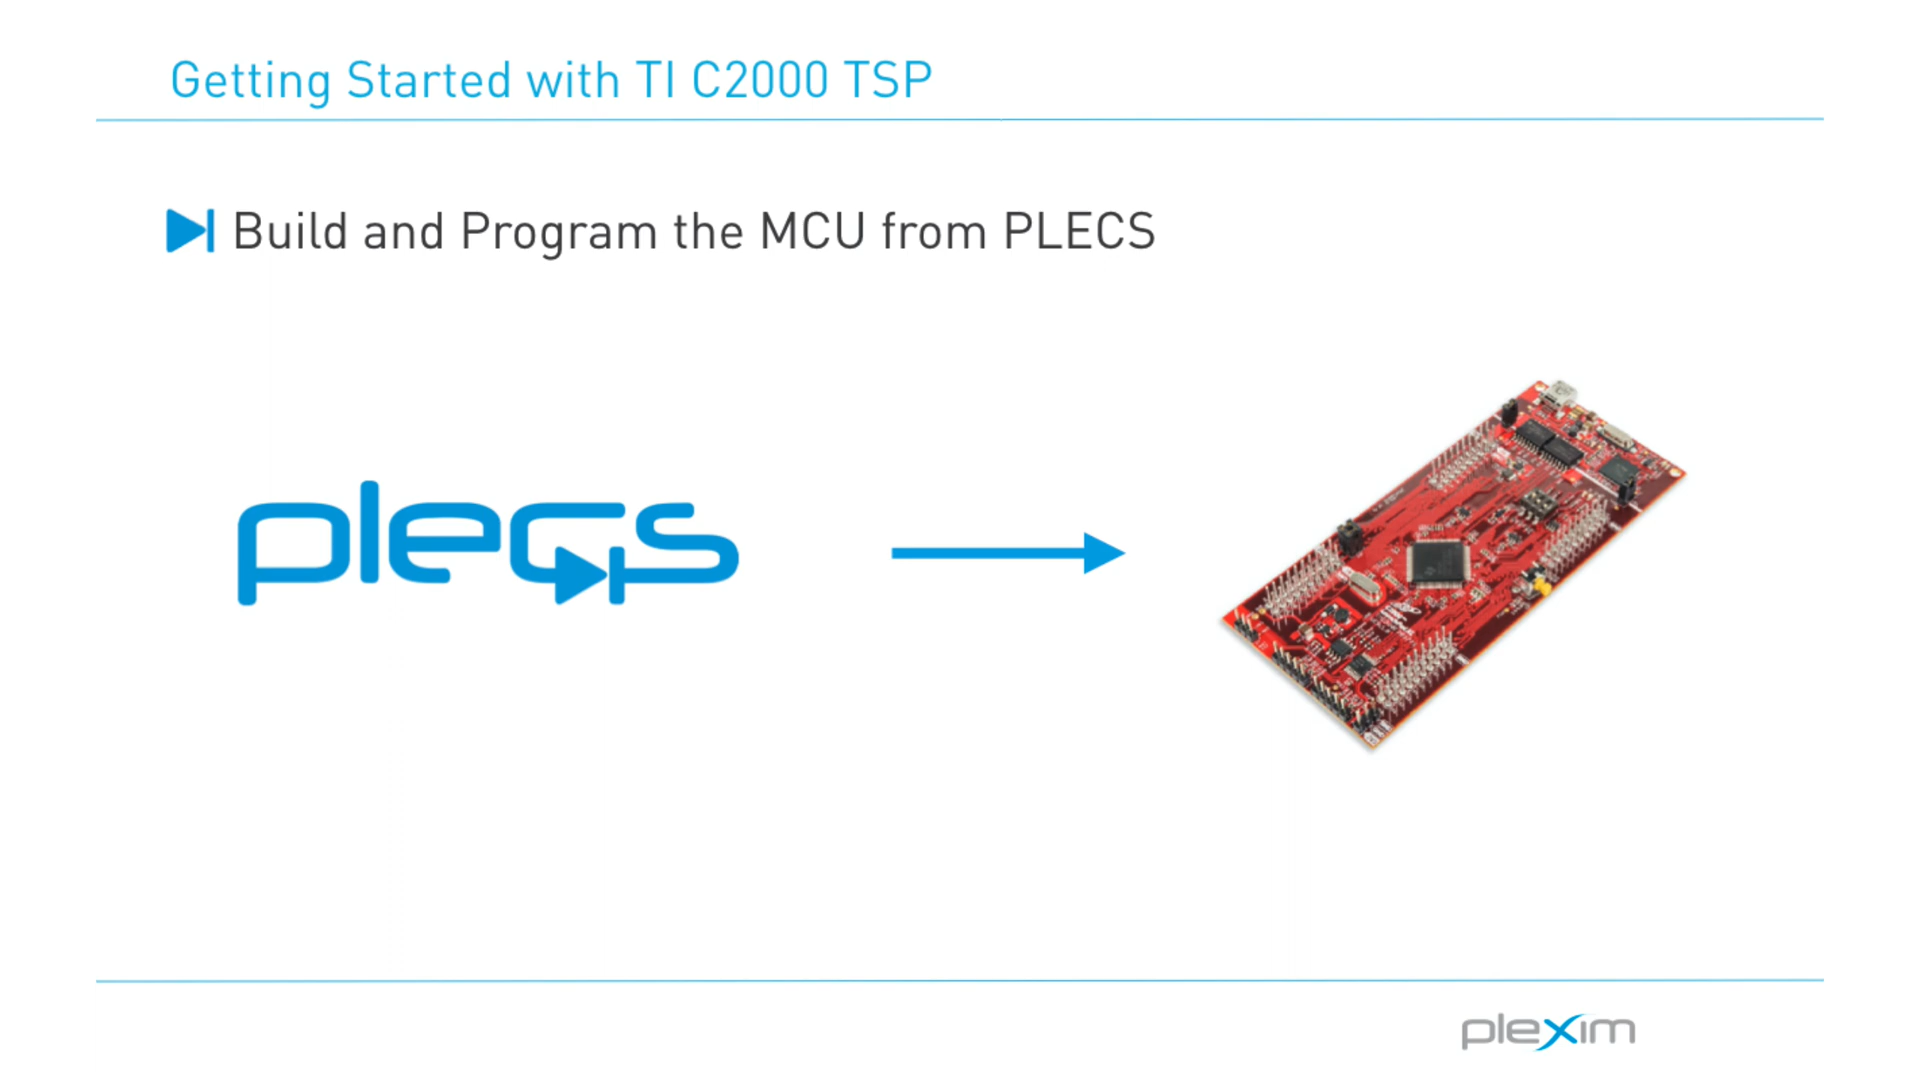 Getting Started with TI C2000 TSP
Build and Program the MCU from PLECS
plecs
plexim